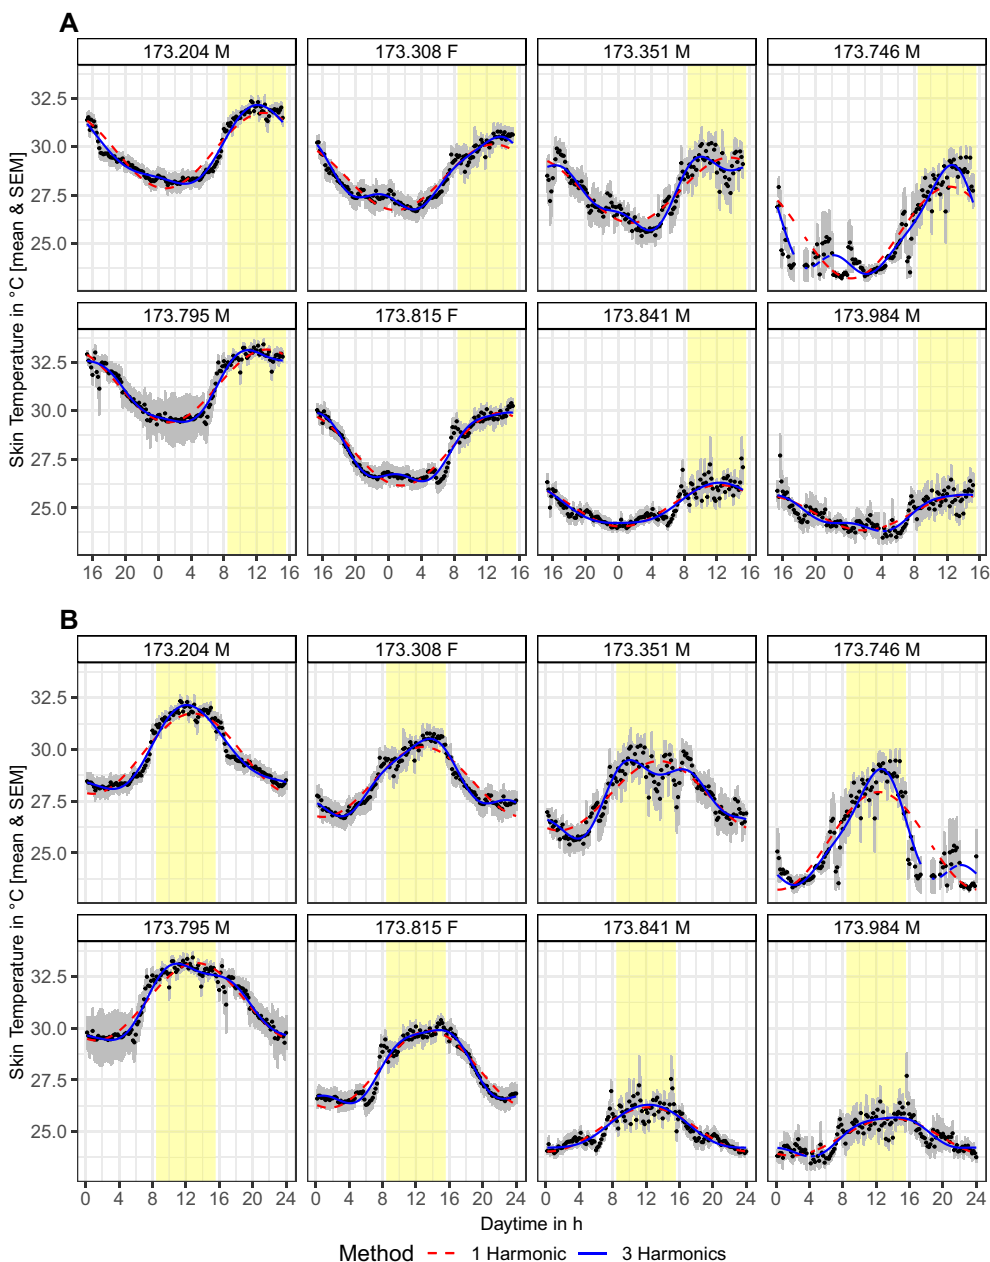 A
173.204 M 173.308 F 173.351 M 173.746 M
32.5
30.0
27.5
25.0
173.795 M 173.815 F 173.841 M 173.984 M
32.5
30.0
27.5
25.0
Skin Temperature in °C [mean & SEM]
16 20 0 4 8 12 16 16 20 0 4 8 12 16 16 20 0 4 8 12 16 16 20 0 4 8 12 16
B
173.204 M 173.308 F 173.351 M 173.746 M
32.5
30.0
27.5
25.0
173.795 M 173.815 F 173.841 M 173.984 M
32.5
30.0
27.5
25.0
Skin Temperature in °C [mean & SEM]
0 4 8 12 16 20 24 0 4 8 12 16 20 24 0 4 8 12 16 20 24 0 4 8 12 16 20 24
Daytime in h
Method 1 Harmonic 3 Harmonics